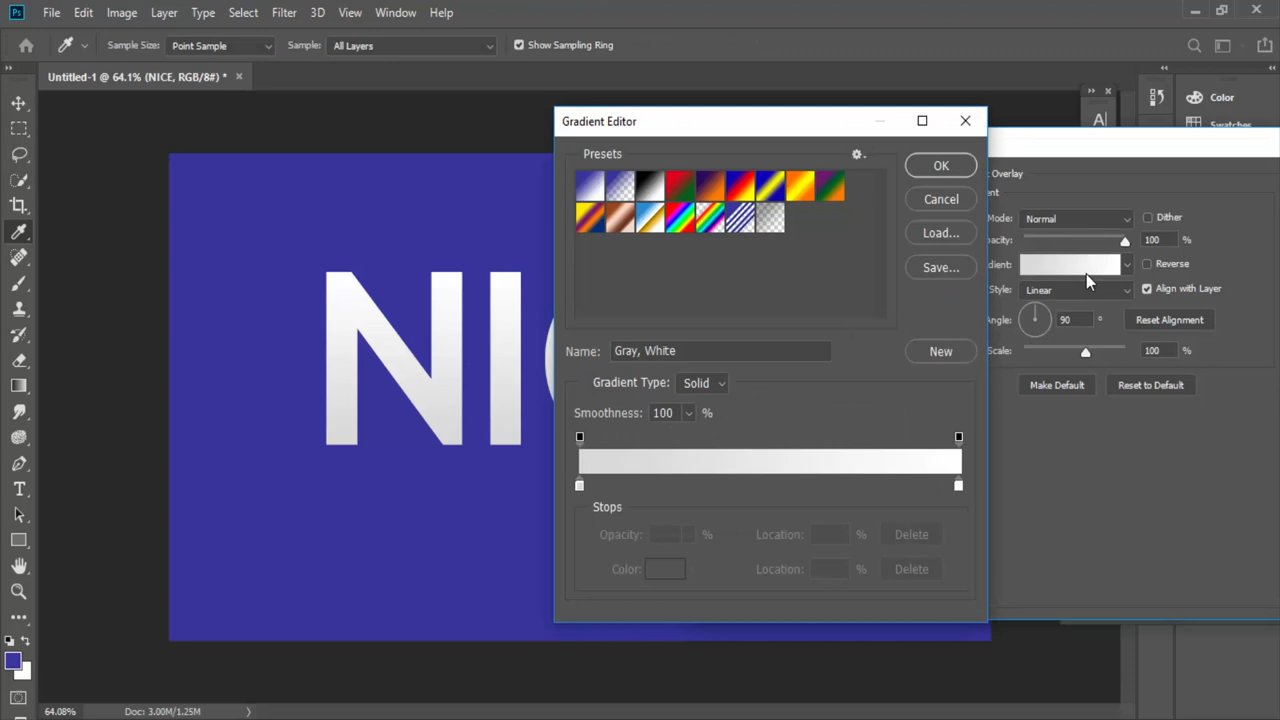 Ps File Edit Image Layer Type Select Filter 3D View Window Help
Sample Size: Point Sample Sample: All Layers Show Sampling Ring
Untitled-1 @ 64.1% (NICE, RGB/8#) *
Color
Swatches
NI
Gradient Editor
Presets
OK
Cancel
Load...
Save...
Name: Gray, White
New
Gradient Type: Solid
Smoothness: 100 %
Stops
Opacity: % Location: % Delete
Color: Location: % Delete
Overlay
Mode: Normal Dither
100 %
Reverse
Style: Linear Align with Layer
Angle: 90 ° Reset Alignment
Scale: 100 %
Make Default Reset to Default
64.08% Doc: 3.00M/1.25M